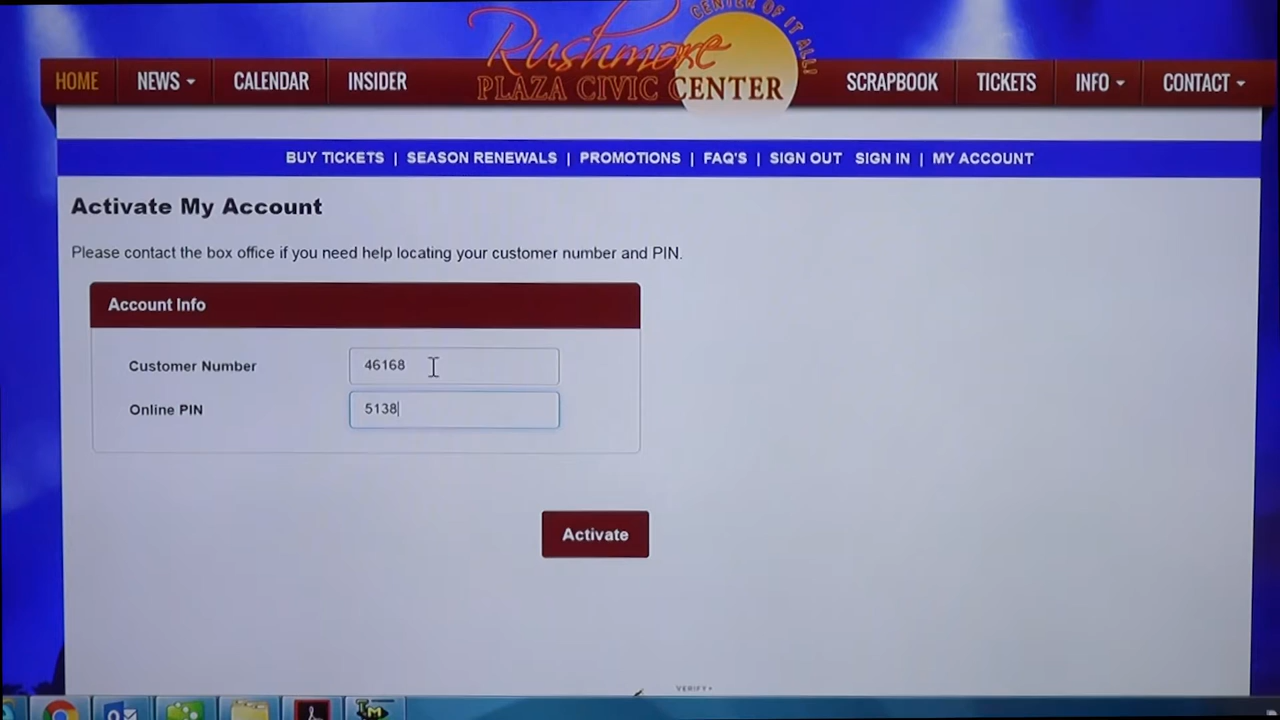 CENTER OF IT ALL!
Rushmore
PLAZA CIVIC CENTER
HOME NEWS CALENDAR INSIDER SCRAPBOOK TICKETS INFO CONTACT
BUY TICKETS | SEASON RENEWALS | PROMOTIONS | FAQ'S | SIGN OUT SIGN IN | MY ACCOUNT
Activate My Account
Please contact the box office if you need help locating your customer number and PIN.
Account Info
Customer Number 46168
Online PIN 5138
Activate
VERIFY